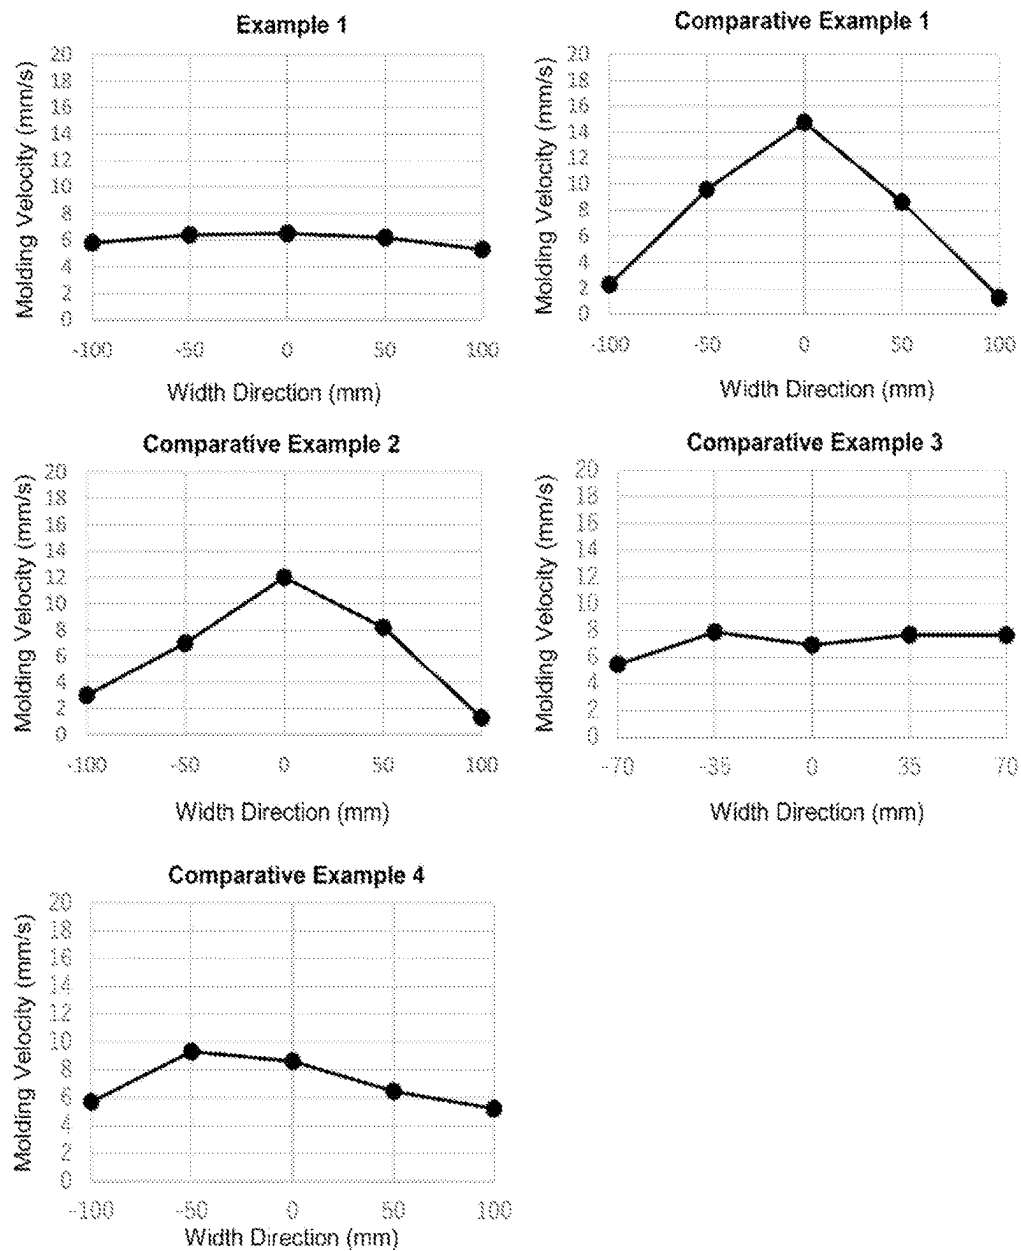 Example 1
Molding Velocity (mm/s)
20
18
16
14
12
10
8
6
4
2
0
-100 -50 0 50 100
Width Direction (mm)
Comparative Example 1
Molding Velocity (mm/s)
20
18
16
14
12
10
8
6
4
2
0
-100 -50 0 50 100
Width Direction (mm)
Comparative Example 2
Molding Velocity (mm/s)
20
18
16
14
12
10
8
6
4
2
0
-100 -50 0 50 100
Width Direction (mm)
Comparative Example 3
Molding Velocity (mm/s)
20
18
16
14
12
10
8
6
4
2
0
-70 -35 0 35 70
Width Direction (mm)
Comparative Example 4
Molding Velocity (mm/s)
20
18
16
14
12
10
8
6
4
2
0
-100 -50 0 50 100
Width Direction (mm)